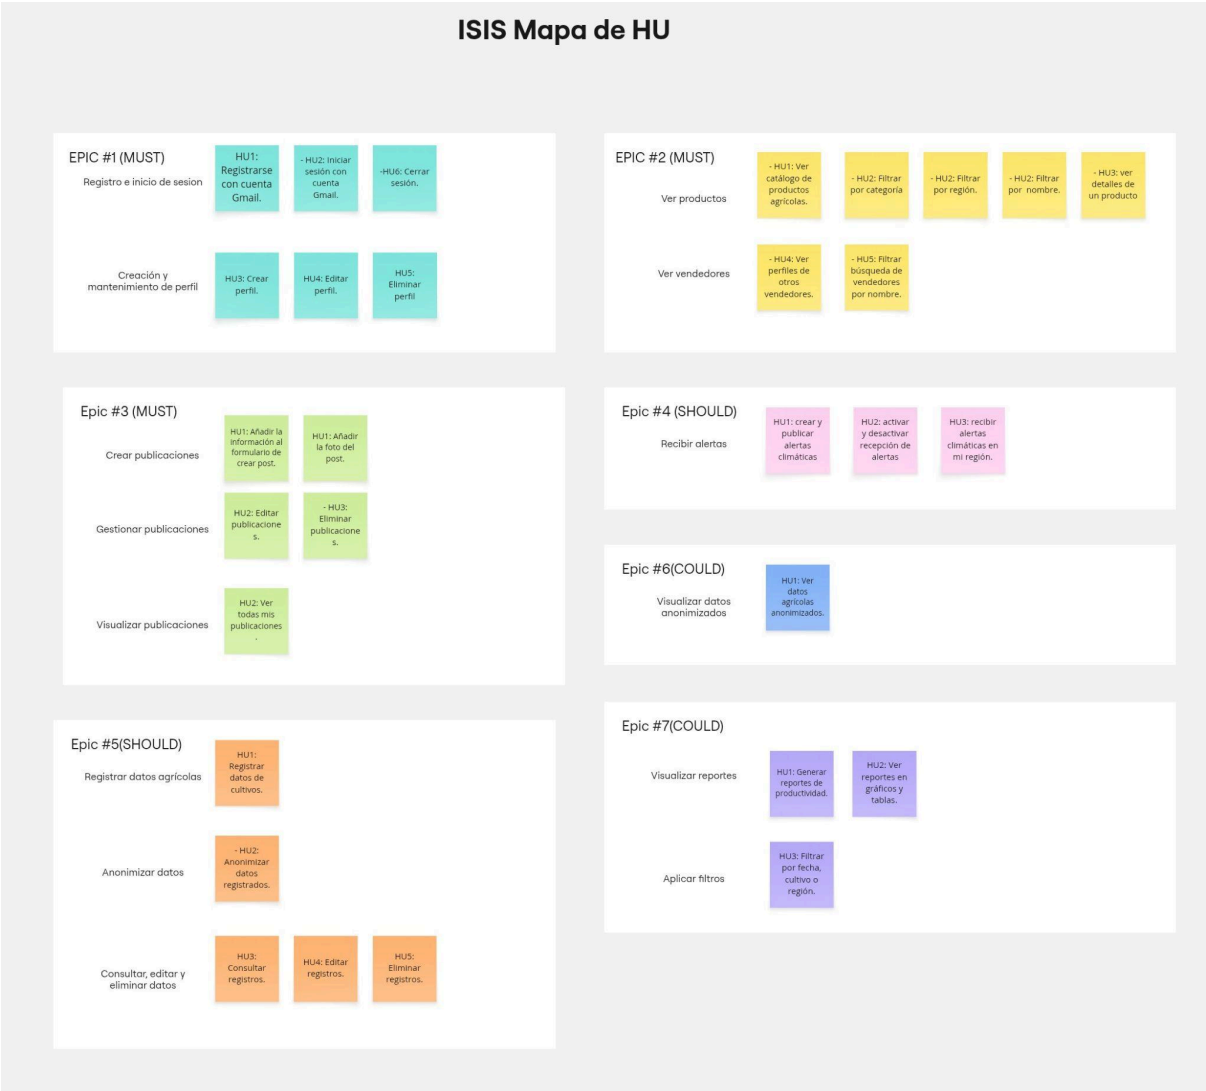 ISIS Mapa de HU
EPIC #1 (MUST)
Registro e inicio de sesion
HU1:
Registrarse
con cuenta
Gmail.
- HU2: Iniciar
sesión con
cuenta
Gmail.
-HU6: Cerrar
sesión.
Creación y
mantenimiento de perfil
HU3: Crear
perfil.
HU4: Editar
perfil.
HU5:
Eliminar
perfil
EPIC #2 (MUST)
Ver productos
- HU1: Ver
catálogo de
productos
agrícolas.
- HU2: Filtrar
por categoría
- HU2: Filtrar
por región.
- HU2: Filtrar
por nombre.
- HU3: ver
detalles de
un producto
Ver vendedores
- HU4: Ver
perfiles de
otros
vendedores.
- HU5: Filtrar
búsqueda de
vendedores
por nombre.
Epic #3 (MUST)
Crear publicaciones
HU1: Añadir la
información al
formulario de
crear post.
HU1: Añadir
la foto del
post.
Gestionar publicaciones
HU2: Editar
publicacione
s.
- HU3:
Eliminar
publicacione
s.
Visualizar publicaciones
HU2: Ver
todas mis
publicaciones
.
Epic #4 (SHOULD)
Recibir alertas
HU1: crear y
publicar
alertas
climáticas
HU2: activar
y desactivar
recepción de
alertas
HU3: recibir
alertas
climáticas en
mi región.
Epic #6(COULD)
Visualizar datos
anonimizados
HU1: Ver
datos
agrícolas
anonimizados.
Epic #5(SHOULD)
Registrar datos agrícolas
HU1:
Registrar
datos de
cultivos.
Anonimizar datos
- HU2:
Anonimizar
datos
registrados.
Consultar, editar y
eliminar datos
HU3:
Consultar
registros.
HU4: Editar
registros.
HU5:
Eliminar
registros.
Epic #7(COULD)
Visualizar reportes
HU1: Generar
reportes de
productividad.
HU2: Ver
reportes en
gráficos y
tablas.
Aplicar filtros
HU3: Filtrar
por fecha,
cultivo o
región.